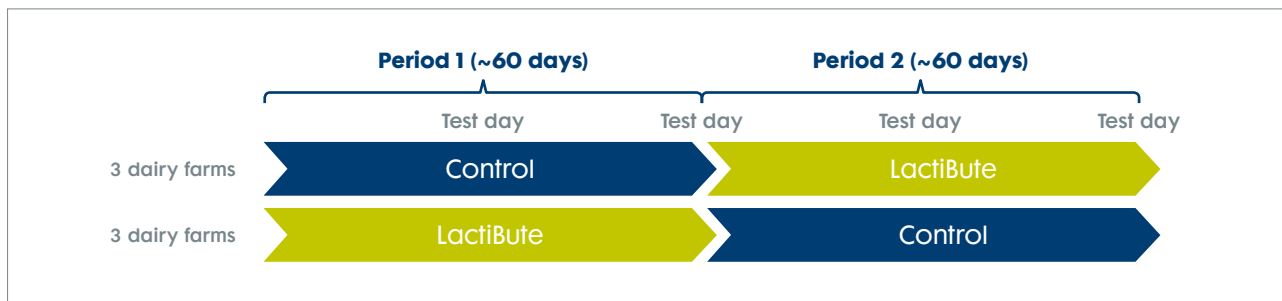 Period 1 (~60 days) Period 2 (~60 days)
Test day Test day Test day Test day
3 dairy farms Control LactiBute
3 dairy farms LactiBute Control